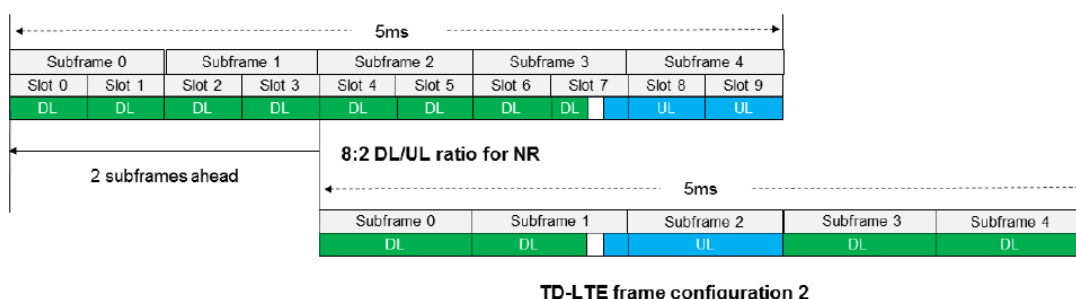 5ms
Subframe 0 Subframe 1 Subframe 2 Subframe 3 Subframe 4
Slot 0 Slot 1 Slot 2 Slot 3 Slot 4 Slot 5 Slot 6 Slot 7 Slot 8 Slot 9
DL DL DL DL DL DL DL DL UL UL
8:2 DL/UL ratio for NR
2 subframes ahead
5ms
Subframe 0 Subframe 1 Subframe 2 Subframe 3 Subframe 4
DL DL UL DL DL
TD-LTE frame configuration 2